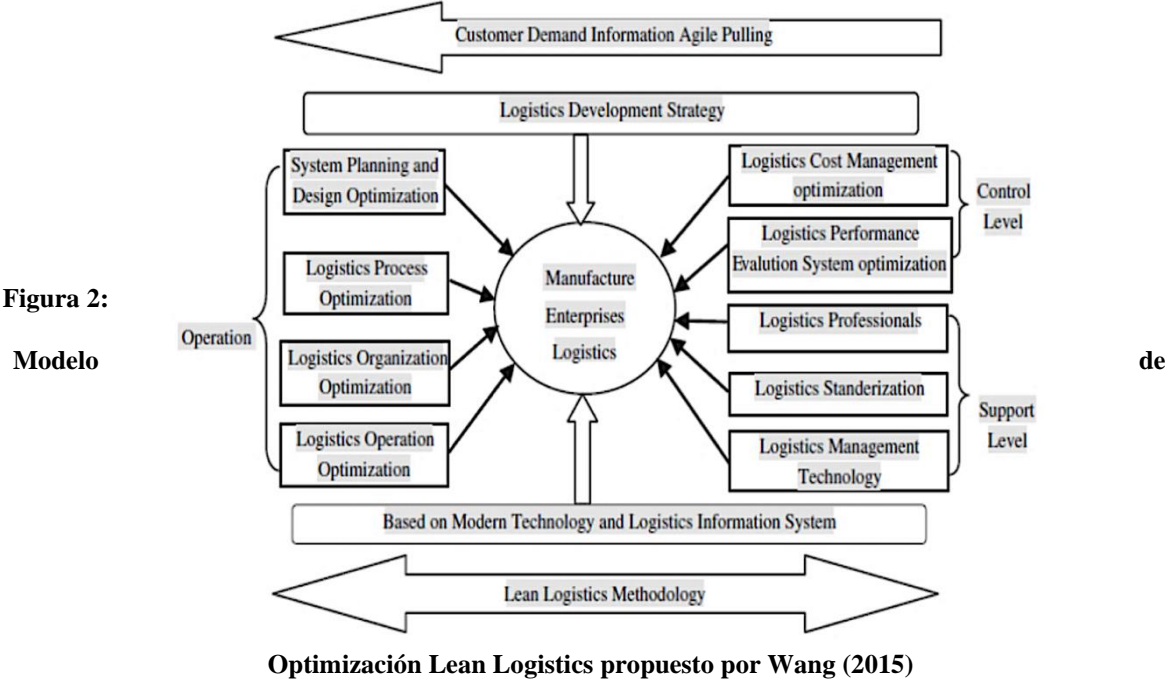 Customer Demand Information Agile Pulling
Logistics Development Strategy
System Planning and
Design Optimization
Logistics Process
Optimization
Logistics Organization
Optimization
Logistics Operation
Optimization
Operation
Manufacture
Enterprises
Logistics
Logistics Cost Management
optimization
Logistics Performance
Evalution System optimization
Control
Level
Logistics Professionals
Logistics Standerization
Logistics Management
Technology
Support
Level
Based on Modern Technology and Logistics Information System
Lean Logistics Methodology
Figura 2:
Modelo de
Optimización Lean Logistics propuesto por Wang (2015)